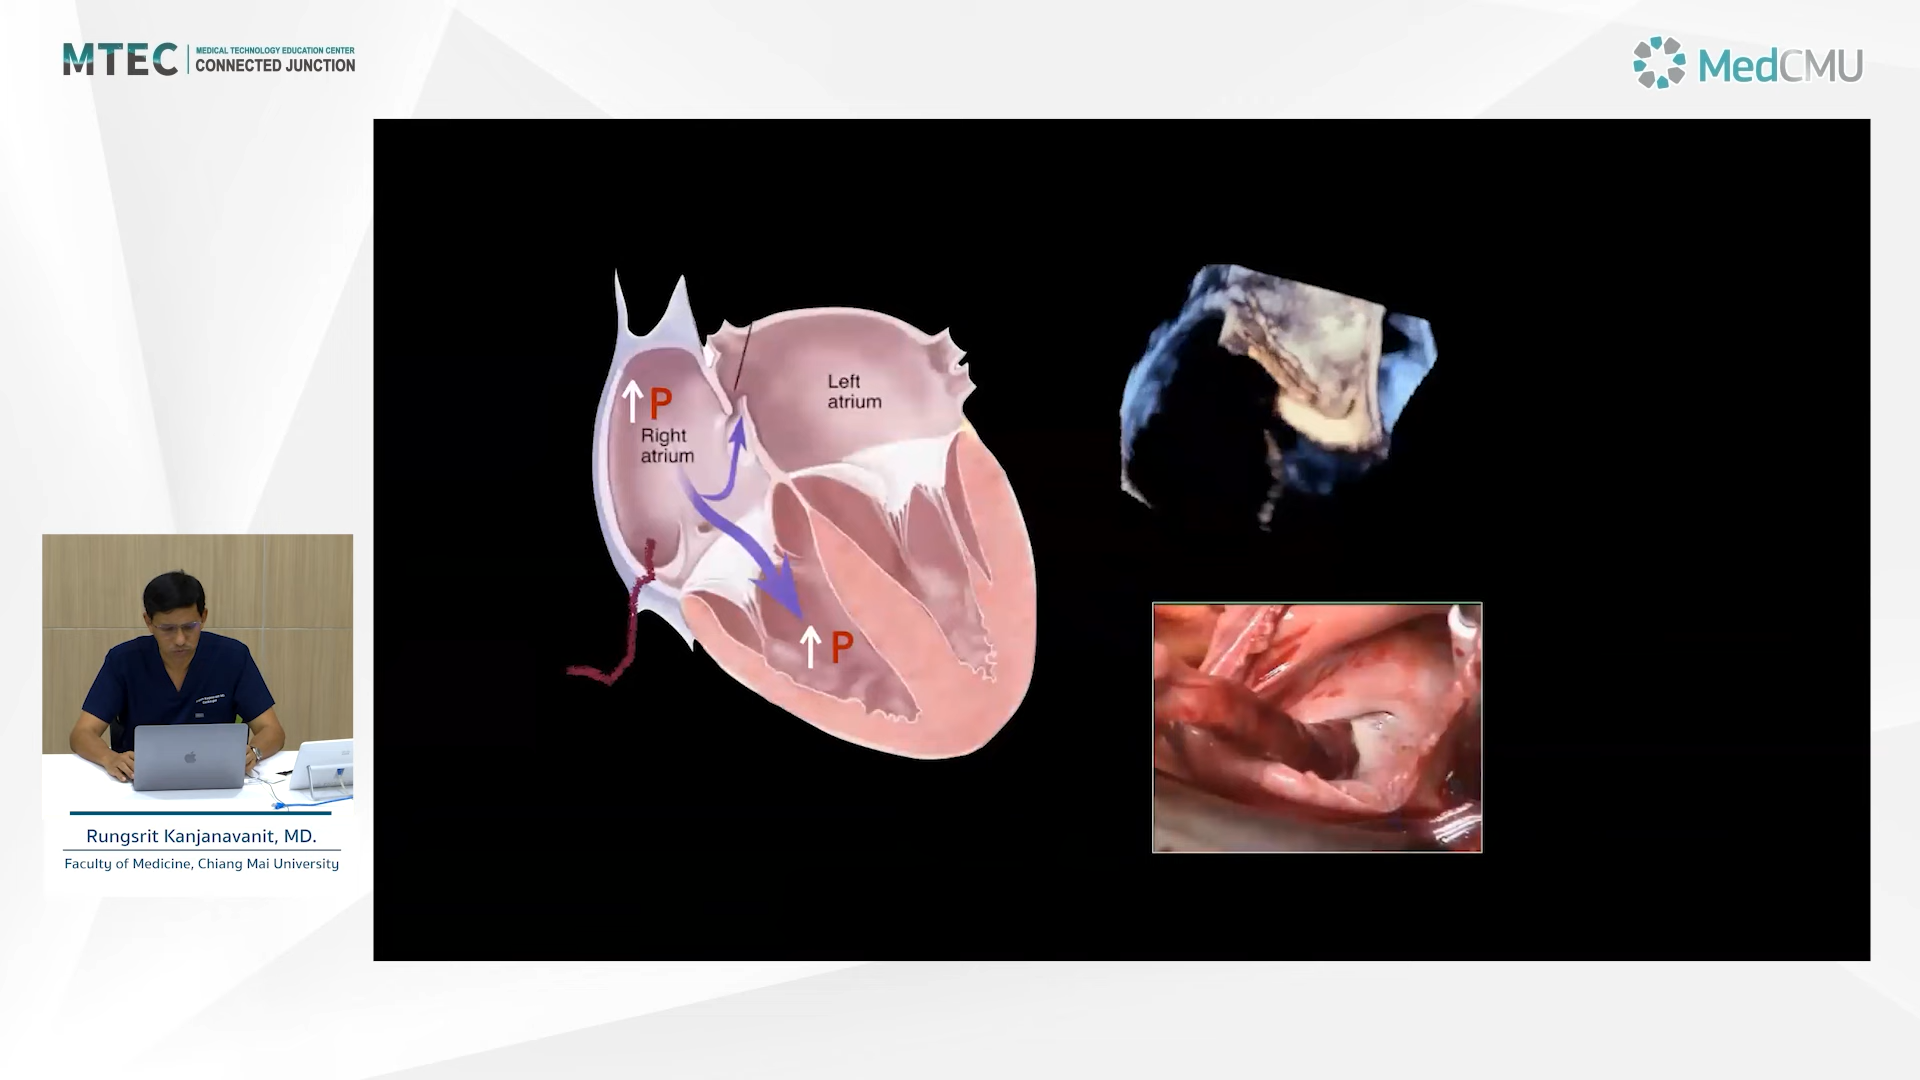 MTEC
MEDICAL TECHNOLOGY EDUCATION CENTER
CONNECTED JUNCTION
MedCMU
P
Right
atrium
Left
atrium
P
Rungsrit Kanjanavanit, MD.
Faculty of Medicine, Chiang Mai University